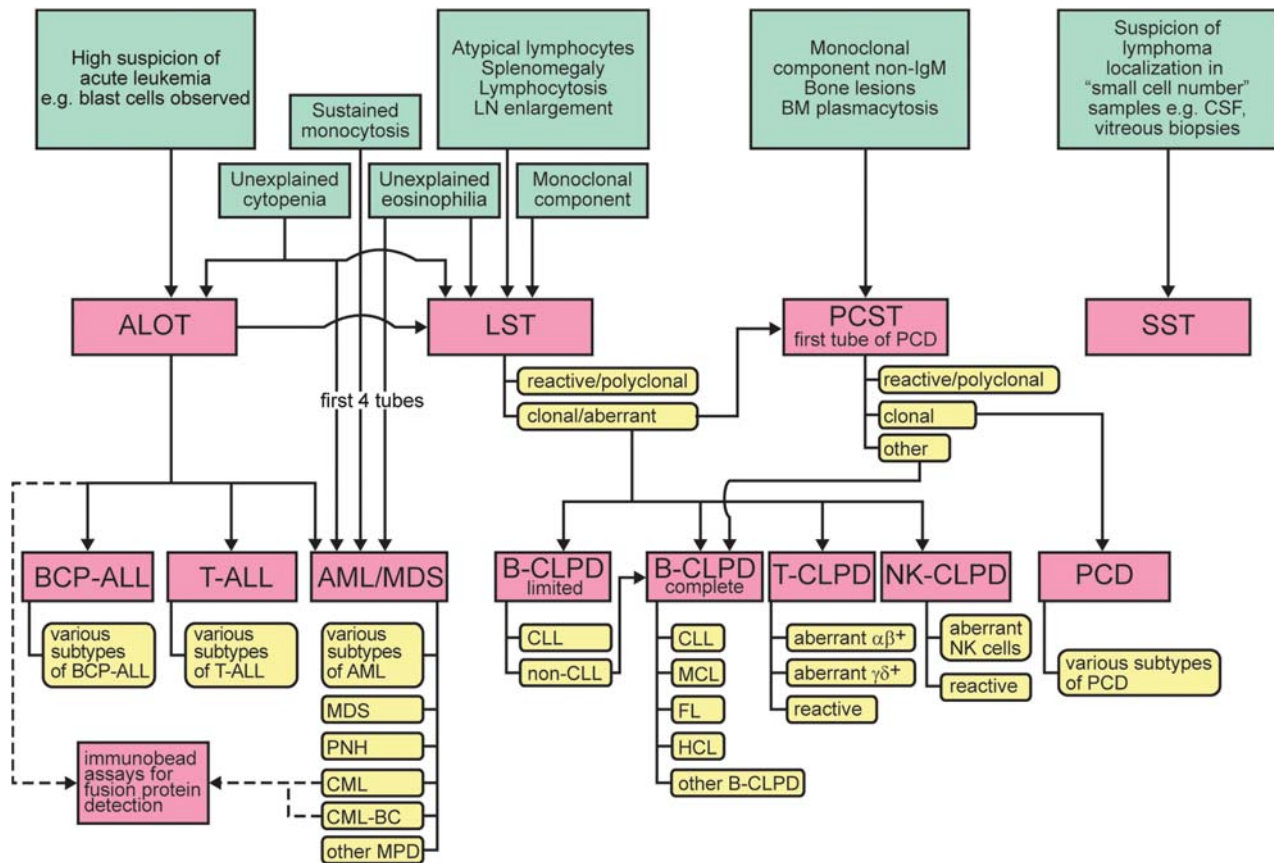 High suspicion of
acute leukemia
e.g. blast cells observed
Sustained
monocytosis
Atypical lymphocytes
Splenomegaly
Lymphocytosis
LN enlargement
Monoclonal
component non-IgM
Bone lesions
BM plasmacytosis
Suspicion of
lymphoma
localization in
“small cell number”
samples e.g. CSF,
vitreous biopsies
Unexplained
cytopenia
Unexplained
eosinophilia
Monoclonal
component
ALOT
LST
PCST
first tube of PCD
SST
reactive/polyclonal
clonal/aberrant
first 4 tubes
reactive/polyclonal
clonal
other
BCP-ALL
T-ALL
AML/MDS
B-CLPD
limited
B-CLPD
complete
T-CLPD
NK-CLPD
PCD
various
subtypes
of BCP-ALL
various
subtypes
of T-ALL
various
subtypes
of AML
MDS
PNH
CML
CML-BC
other MPD
immunobead
assays for
fusion protein
detection
CLL
non-CLL
CLL
MCL
FL
HCL
other B-CLPD
aberrant αβ+
aberrant γδ+
reactive
aberrant
NK cells
reactive
various subtypes
of PCD